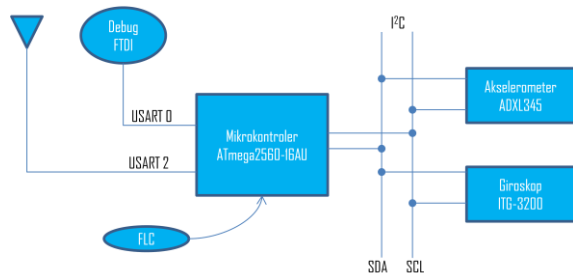 I²C
Debug
FTDI
USART 0
USART 2
Mikrokontroler
ATmega2560-16AU
Akselerometer
ADXL345
Giroskop
ITG-3200
FLC
SDA
SCL